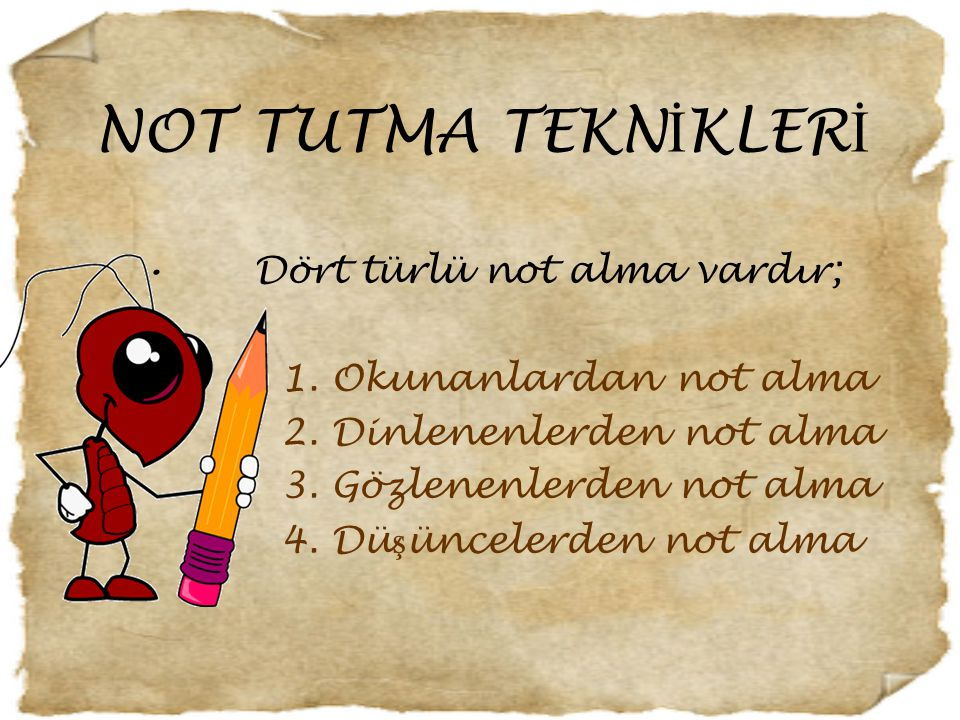 NOT TUTMA TEKNİKLERİ
• Dört türlü not alma vardır;
1. Okunanlardan not alma
2. Dinlenenlerden not alma
3. Gözlenenlerden not alma
4. Düşüncelerden not alma